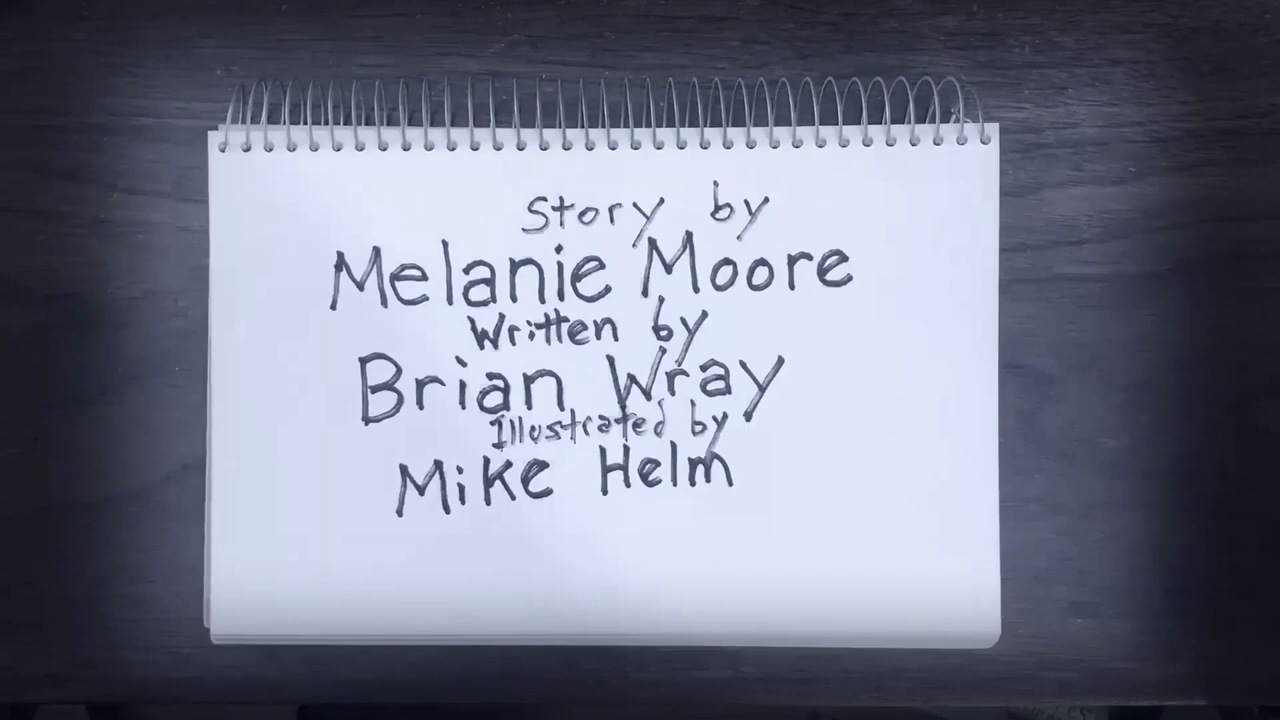 Story by
Melanie Moore
Written by
Brian Wray
Illustrated by
Mike Helm